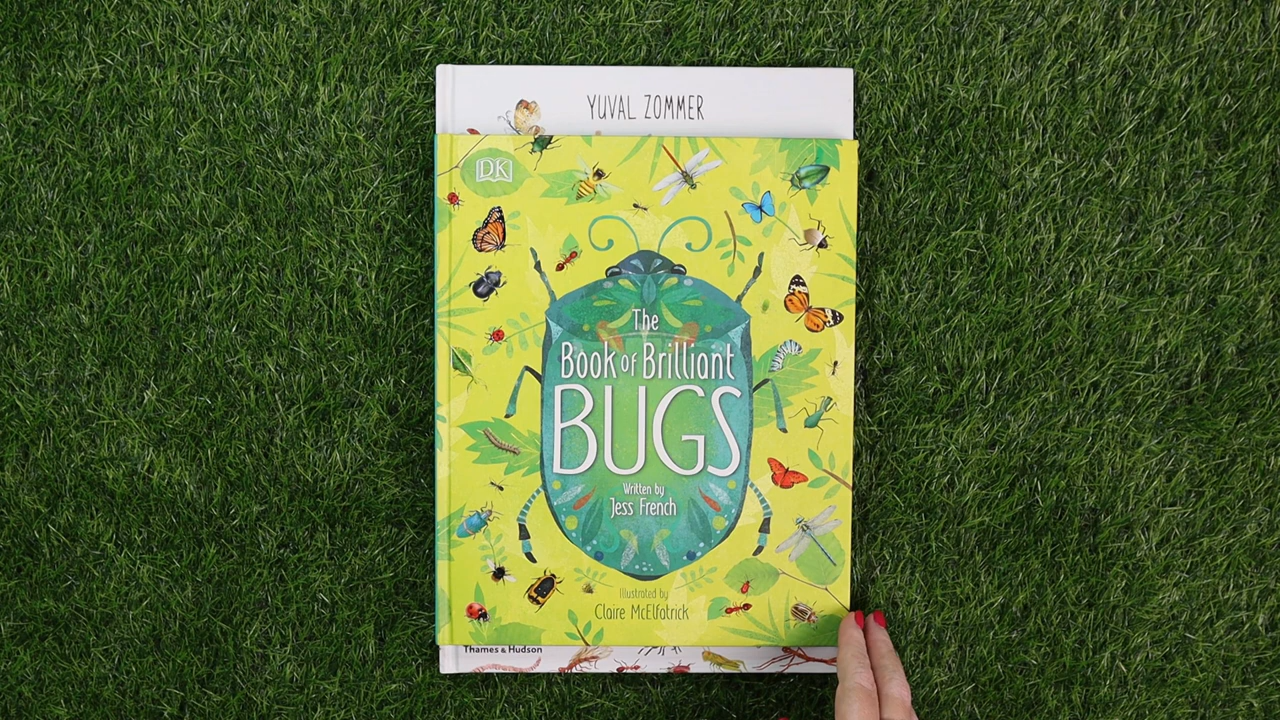 YUVAL ZOMMER
DK
The
Book of Brilliant
BUGS
Written by
Jess French
Illustrated by
Claire McElfatrick
Thames & Hudson